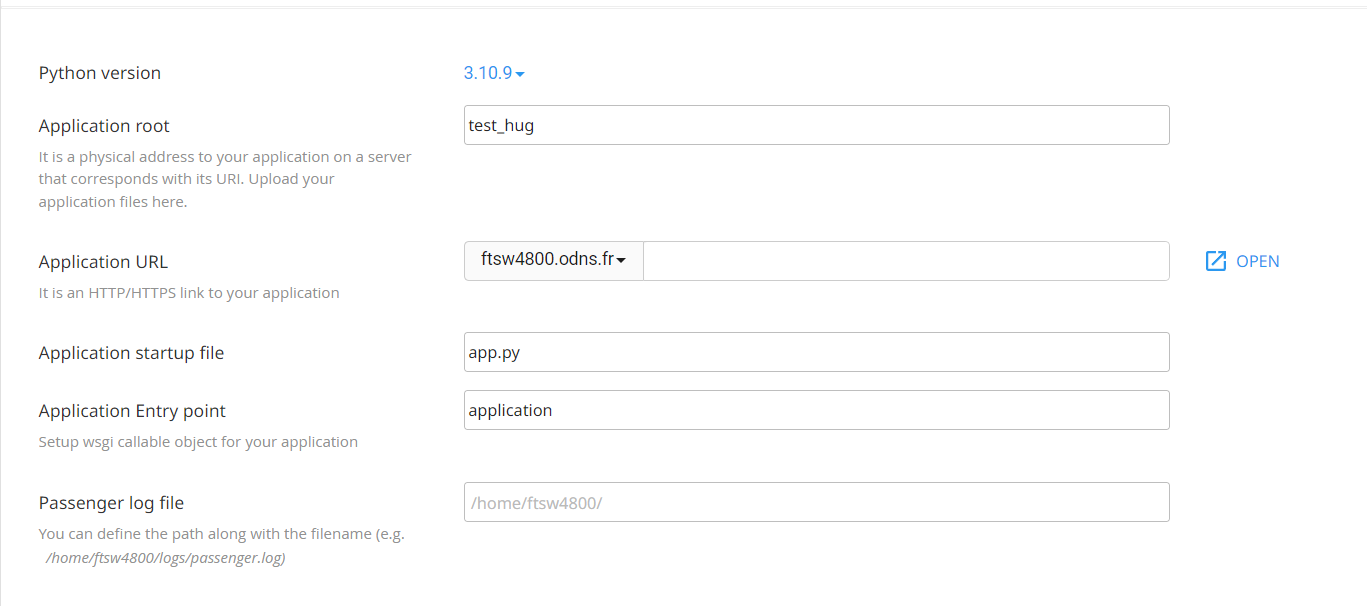 Python version
3.10.9
Application root
test_hug
It is a physical address to your application on a server
that corresponds with its URI. Upload your
application files here.
Application URL
ftsw4800.odns.fr
OPEN
It is an HTTP/HTTPS link to your application
Application startup file
app.py
Application Entry point
application
Setup wsgi callable object for your application
Passenger log file
/home/ftsw4800/
You can define the path along with the filename (e.g.
/home/ftsw4800/logs/passenger.log)